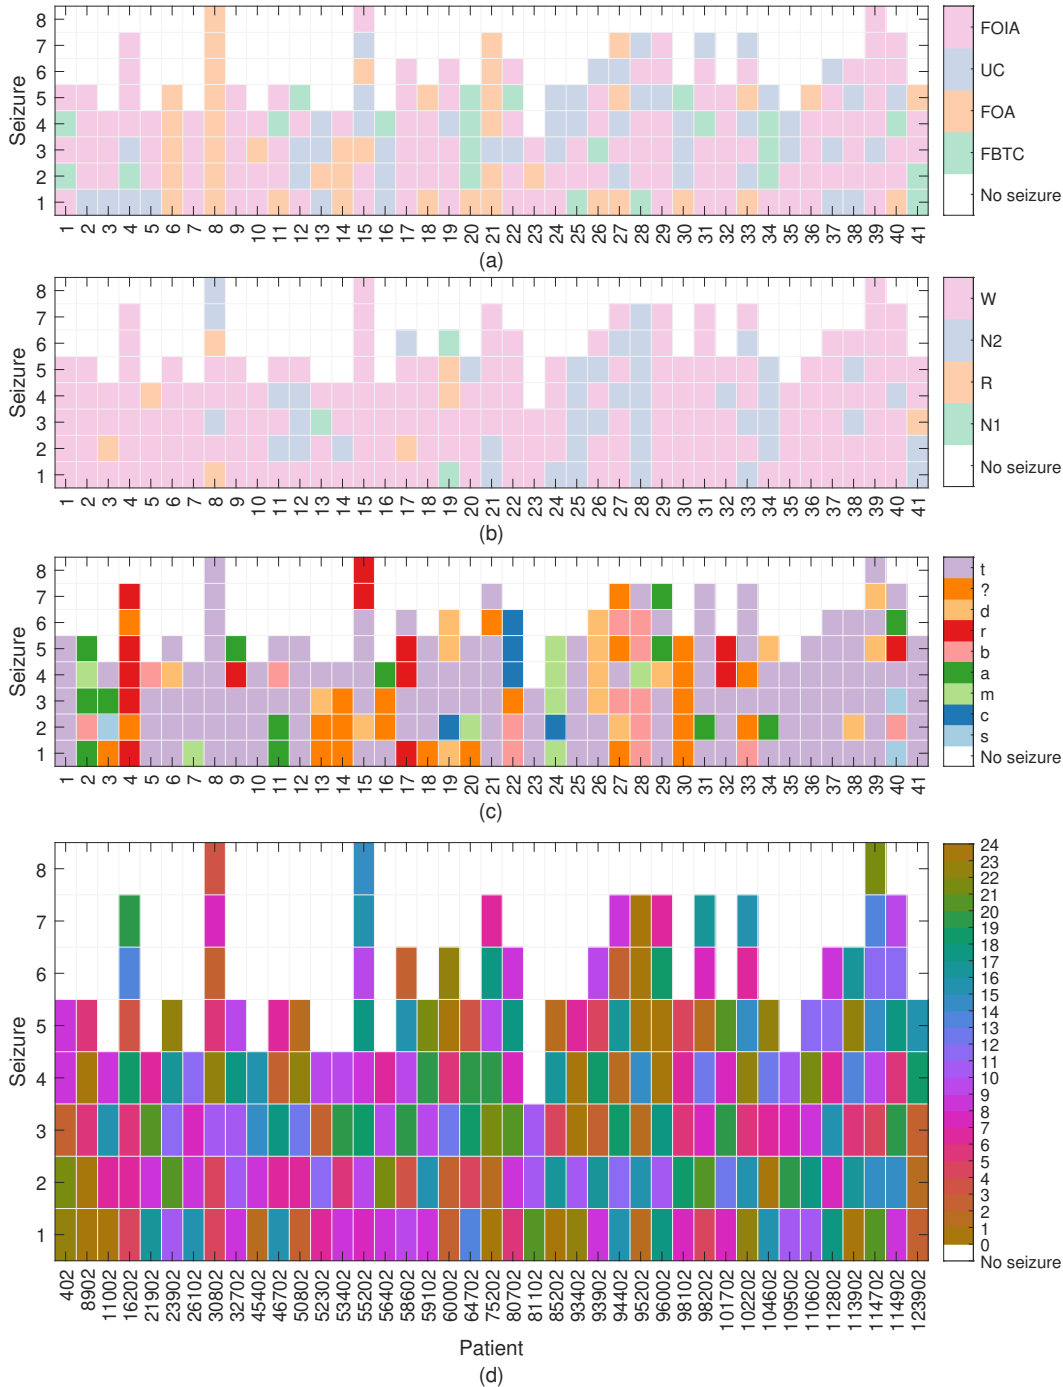 8
7
6
5
4
3
2
1
Seizure
1 2 3 4 5 6 7 8 9 10 11 12 13 14 15 16 17 18 19 20 21 22 23 24 25 26 27 28 29 30 31 32 33 34 35 36 37 38 39 40 41
(a)
FOIA
UC
FOA
FBTC
No seizure
8
7
6
5
4
3
2
1
Seizure
1 2 3 4 5 6 7 8 9 10 11 12 13 14 15 16 17 18 19 20 21 22 23 24 25 26 27 28 29 30 31 32 33 34 35 36 37 38 39 40 41
(b)
W
N2
R
N1
No seizure
8
7
6
5
4
3
2
1
Seizure
1 2 3 4 5 6 7 8 9 10 11 12 13 14 15 16 17 18 19 20 21 22 23 24 25 26 27 28 29 30 31 32 33 34 35 36 37 38 39 40 41
(c)
t
?
d
r
b
a
m
c
s
No seizure
8
7
6
5
4
3
2
1
Seizure
402 8902 11002 16202 21902 23902 26102 30802 32702 45402 46702 50802 52302 53402 55202 56402 58602 59102 60002 64702 75202 80702 81102 85202 93402 93902 94402 95202 96002 98102 98202 101702 102202 104602 109502 110602 112802 113902 114702 114902 123902
Patient
(d)
24
23
22
21
20
19
18
17
16
15
14
13
12
11
10
9
8
7
6
5
4
3
2
1
0
No seizure